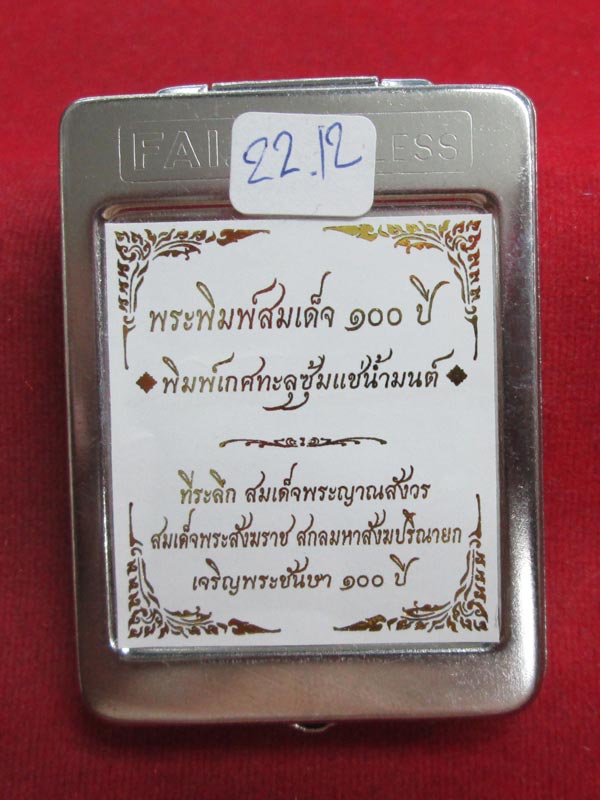 22.12
พระพิมพ์สมเด็จ ๑๐๐ ปี
พิมพ์เกศทะลุซุ้มแช่น้ำมนต์
ที่ระลึก สมเด็จพระญาณสังวร
สมเด็จพระสังฆราช สกลมหาสังฆปริณายก
เจริญพระชันษา ๑๐๐ ปี